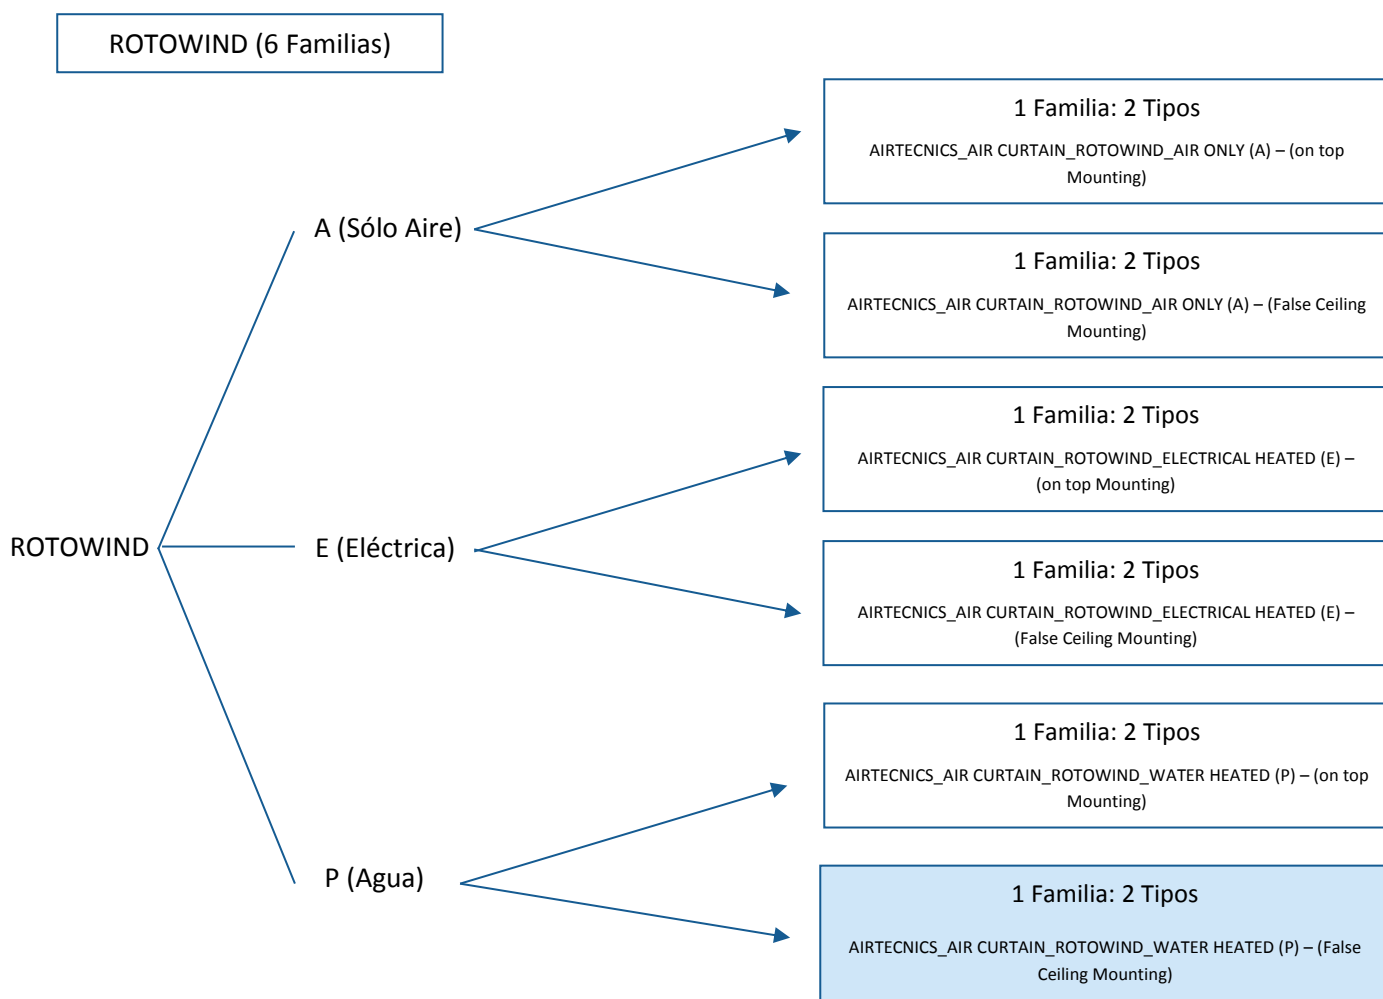 ROTOWIND (6 Familias)
1 Familia: 2 Tipos
AIRTECNICS_AIR CURTAIN_ROTOWIND_AIR ONLY (A) – (on top
Mounting)
A (Sólo Aire)
1 Familia: 2 Tipos
AIRTECNICS_AIR CURTAIN_ROTOWIND_AIR ONLY (A) – (False Ceiling
Mounting)
1 Familia: 2 Tipos
AIRTECNICS_AIR CURTAIN_ROTOWIND_ELECTRICAL HEATED (E) –
(on top Mounting)
ROTOWIND
E (Eléctrica)
1 Familia: 2 Tipos
AIRTECNICS_AIR CURTAIN_ROTOWIND_ELECTRICAL HEATED (E) –
(False Ceiling Mounting)
1 Familia: 2 Tipos
AIRTECNICS_AIR CURTAIN_ROTOWIND_WATER HEATED (P) – (on top
Mounting)
P (Agua)
1 Familia: 2 Tipos
AIRTECNICS_AIR CURTAIN_ROTOWIND_WATER HEATED (P) – (False
Ceiling Mounting)